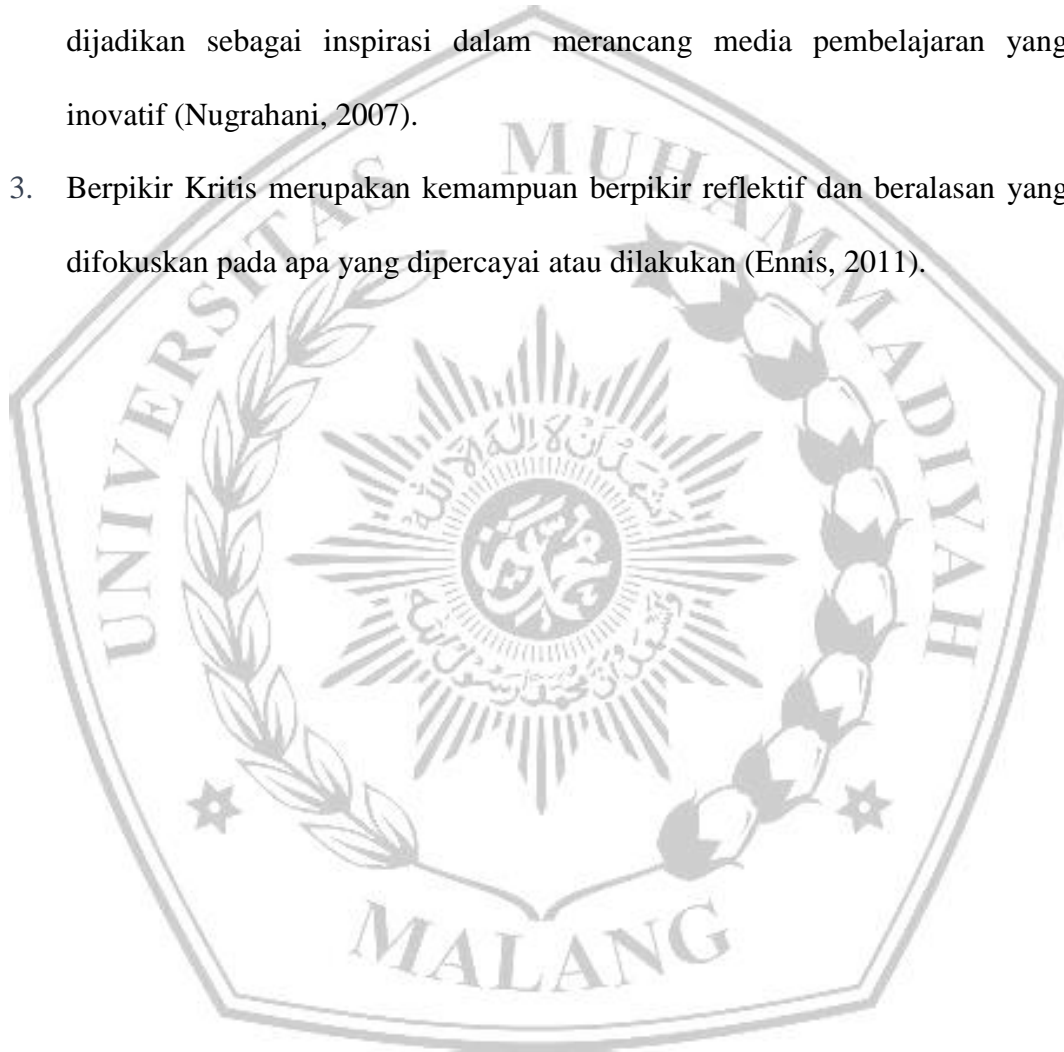 dijadikan sebagai inspirasi dalam merancang media pembelajaran yang
inovatif (Nugrahani, 2007).
3. Berpikir Kritis merupakan kemampuan berpikir reflektif dan beralasan yang
difokuskan pada apa yang dipercayai atau dilakukan (Ennis, 2011).
UNIVERSITAS MUHAMMADIYAH
MALANG